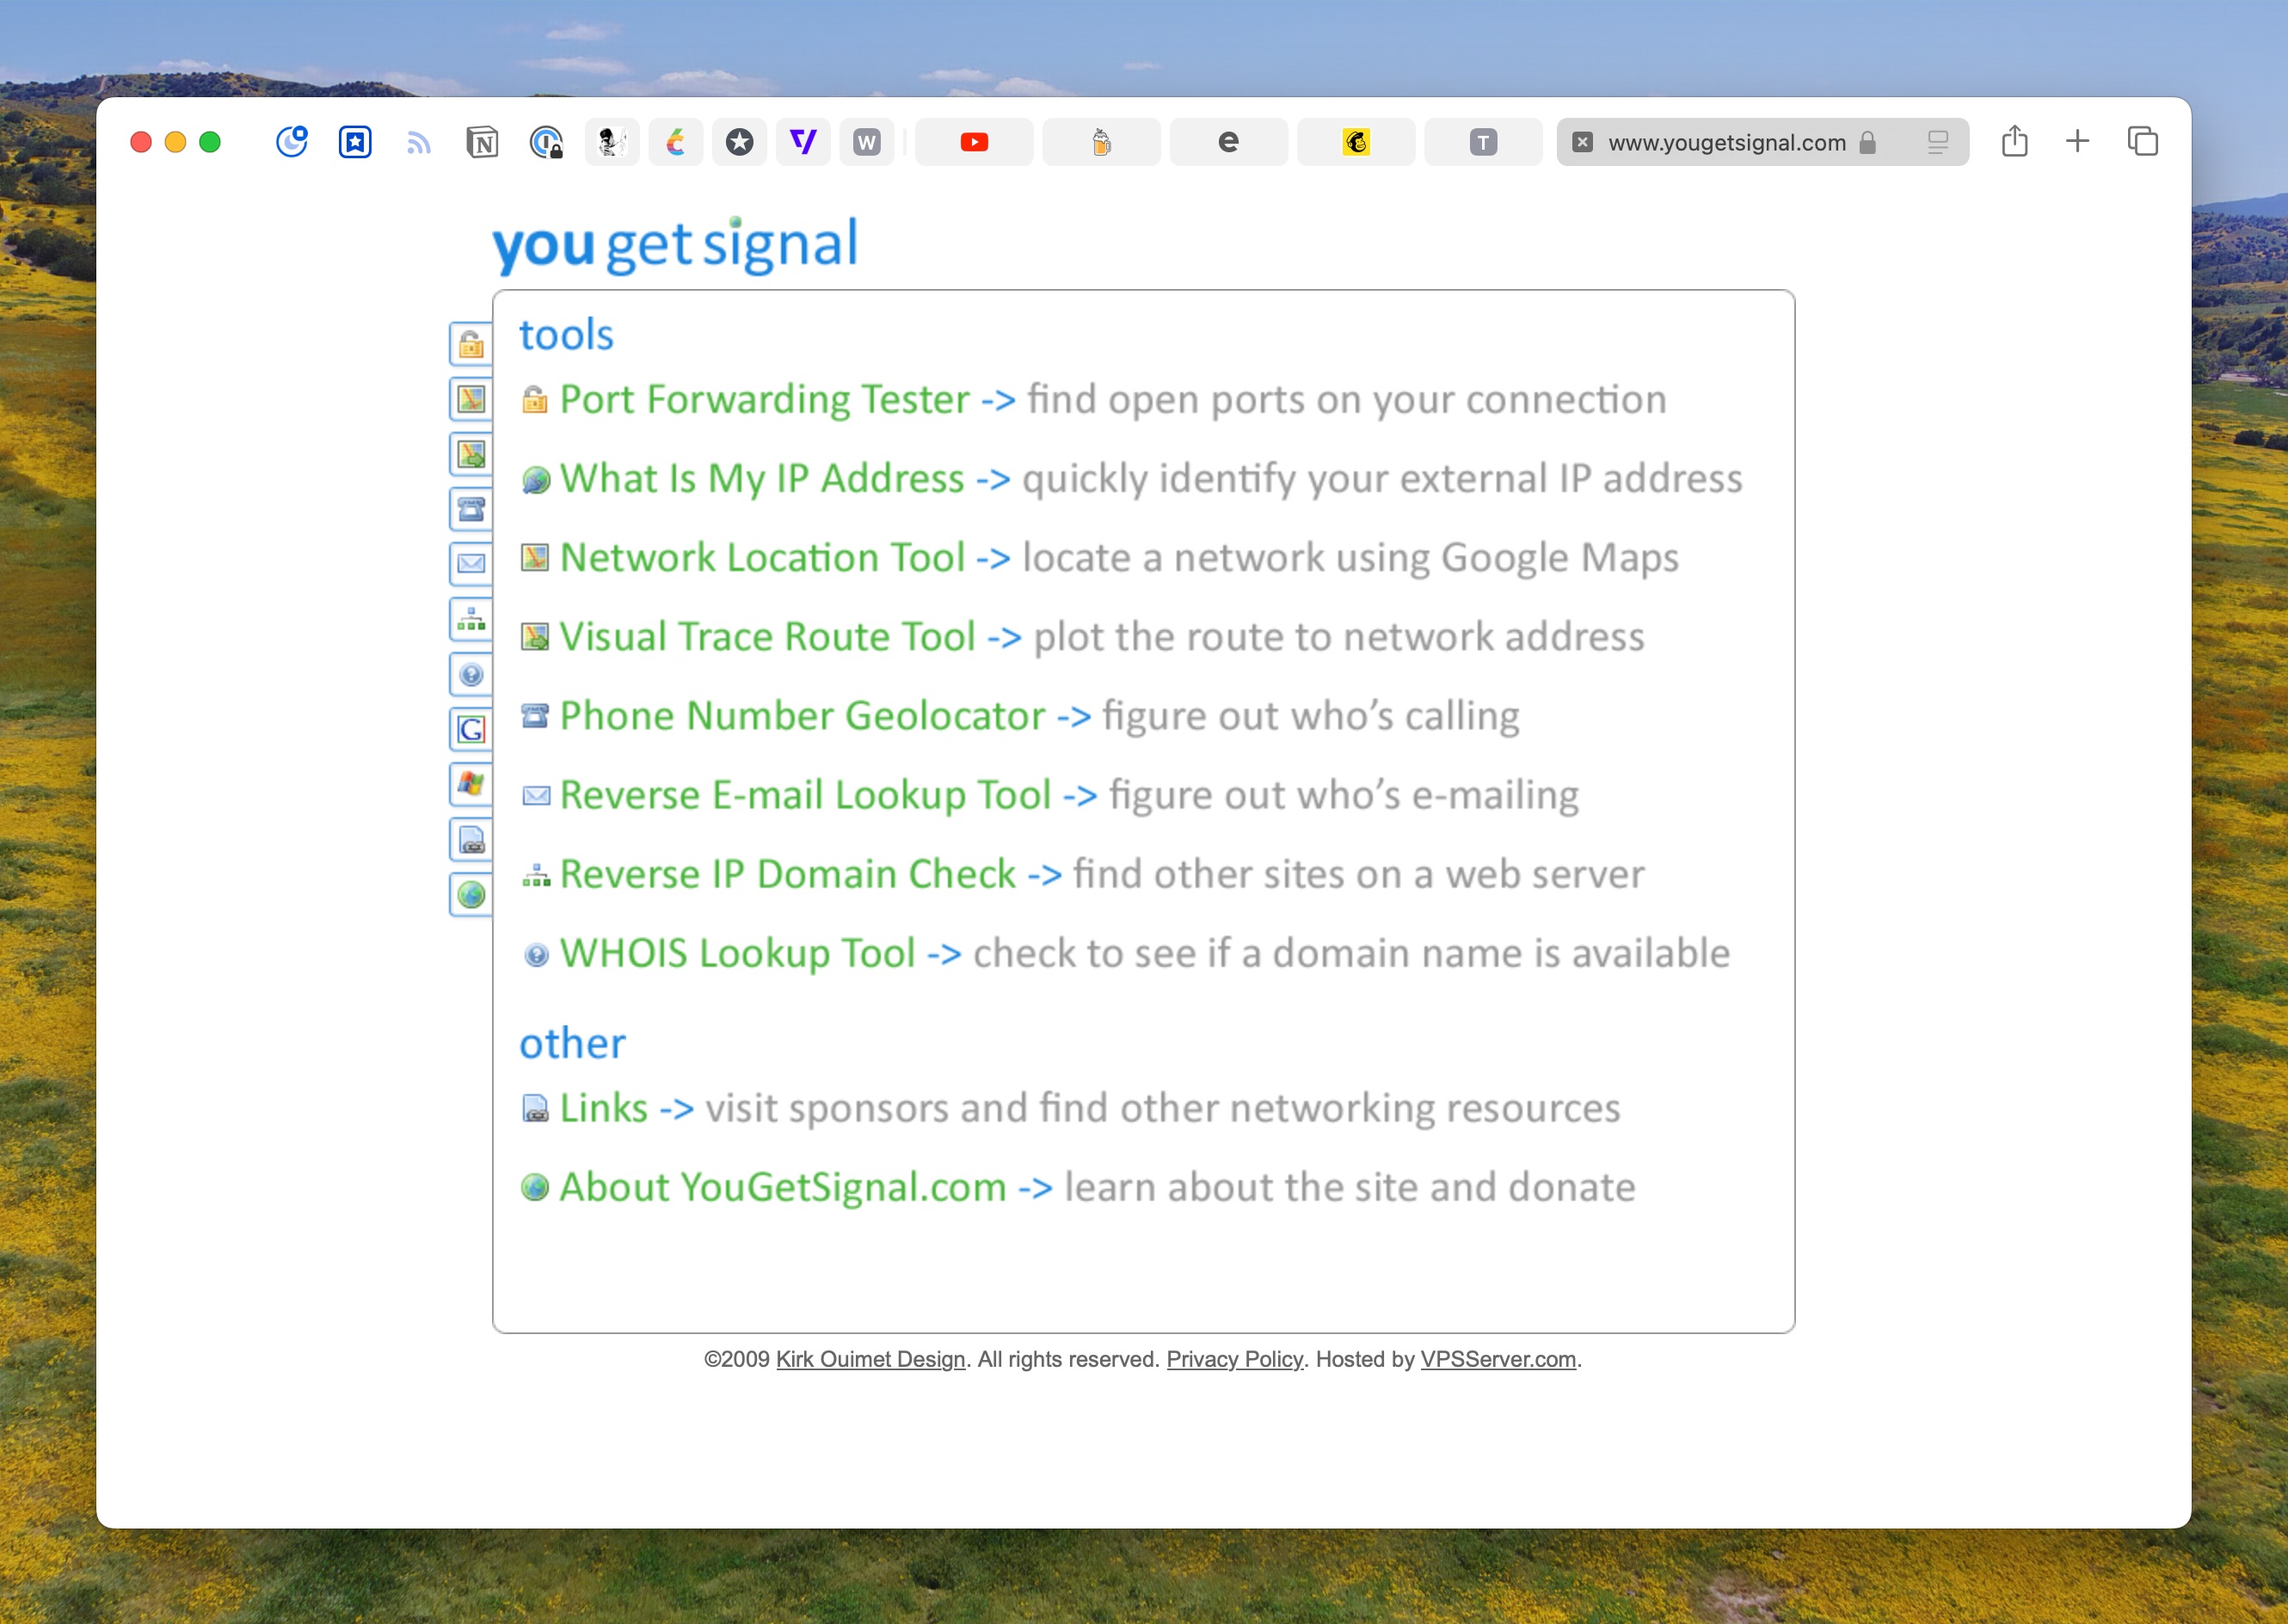 N
W
e
T
www.yougetsignal.com
you get signal
tools
Port Forwarding Tester -> find open ports on your connection
What Is My IP Address -> quickly identify your external IP address
Network Location Tool -> locate a network using Google Maps
Visual Trace Route Tool -> plot the route to network address
Phone Number Geolocator -> figure out who’s calling
Reverse E-mail Lookup Tool -> figure out who’s e-mailing
G
Reverse IP Domain Check -> find other sites on a web server
WHOIS Lookup Tool -> check to see if a domain name is available
other
Links -> visit sponsors and find other networking resources
About YouGetSignal.com -> learn about the site and donate
©2009 Kirk Ouimet Design. All rights reserved. Privacy Policy. Hosted by VPSServer.com.